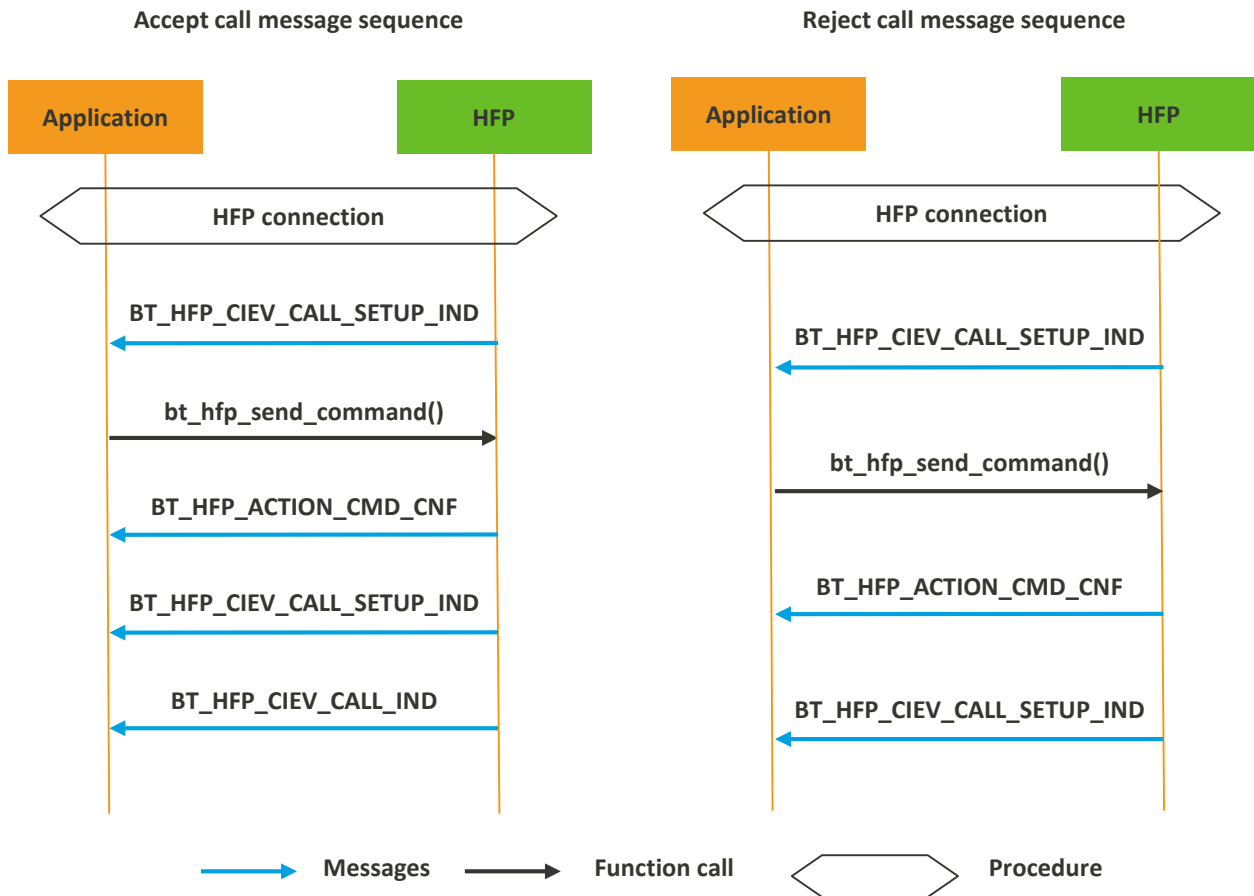 Accept call message sequence
Application
HFP
HFP connection
BT_HFP_CIEV_CALL_SETUP_IND
bt_hfp_send_command()
BT_HFP_ACTION_CMD_CNF
BT_HFP_CIEV_CALL_SETUP_IND
BT_HFP_CIEV_CALL_IND
Reject call message sequence
Application
HFP
HFP connection
BT_HFP_CIEV_CALL_SETUP_IND
bt_hfp_send_command()
BT_HFP_ACTION_CMD_CNF
BT_HFP_CIEV_CALL_SETUP_IND
Messages
Function call
Procedure